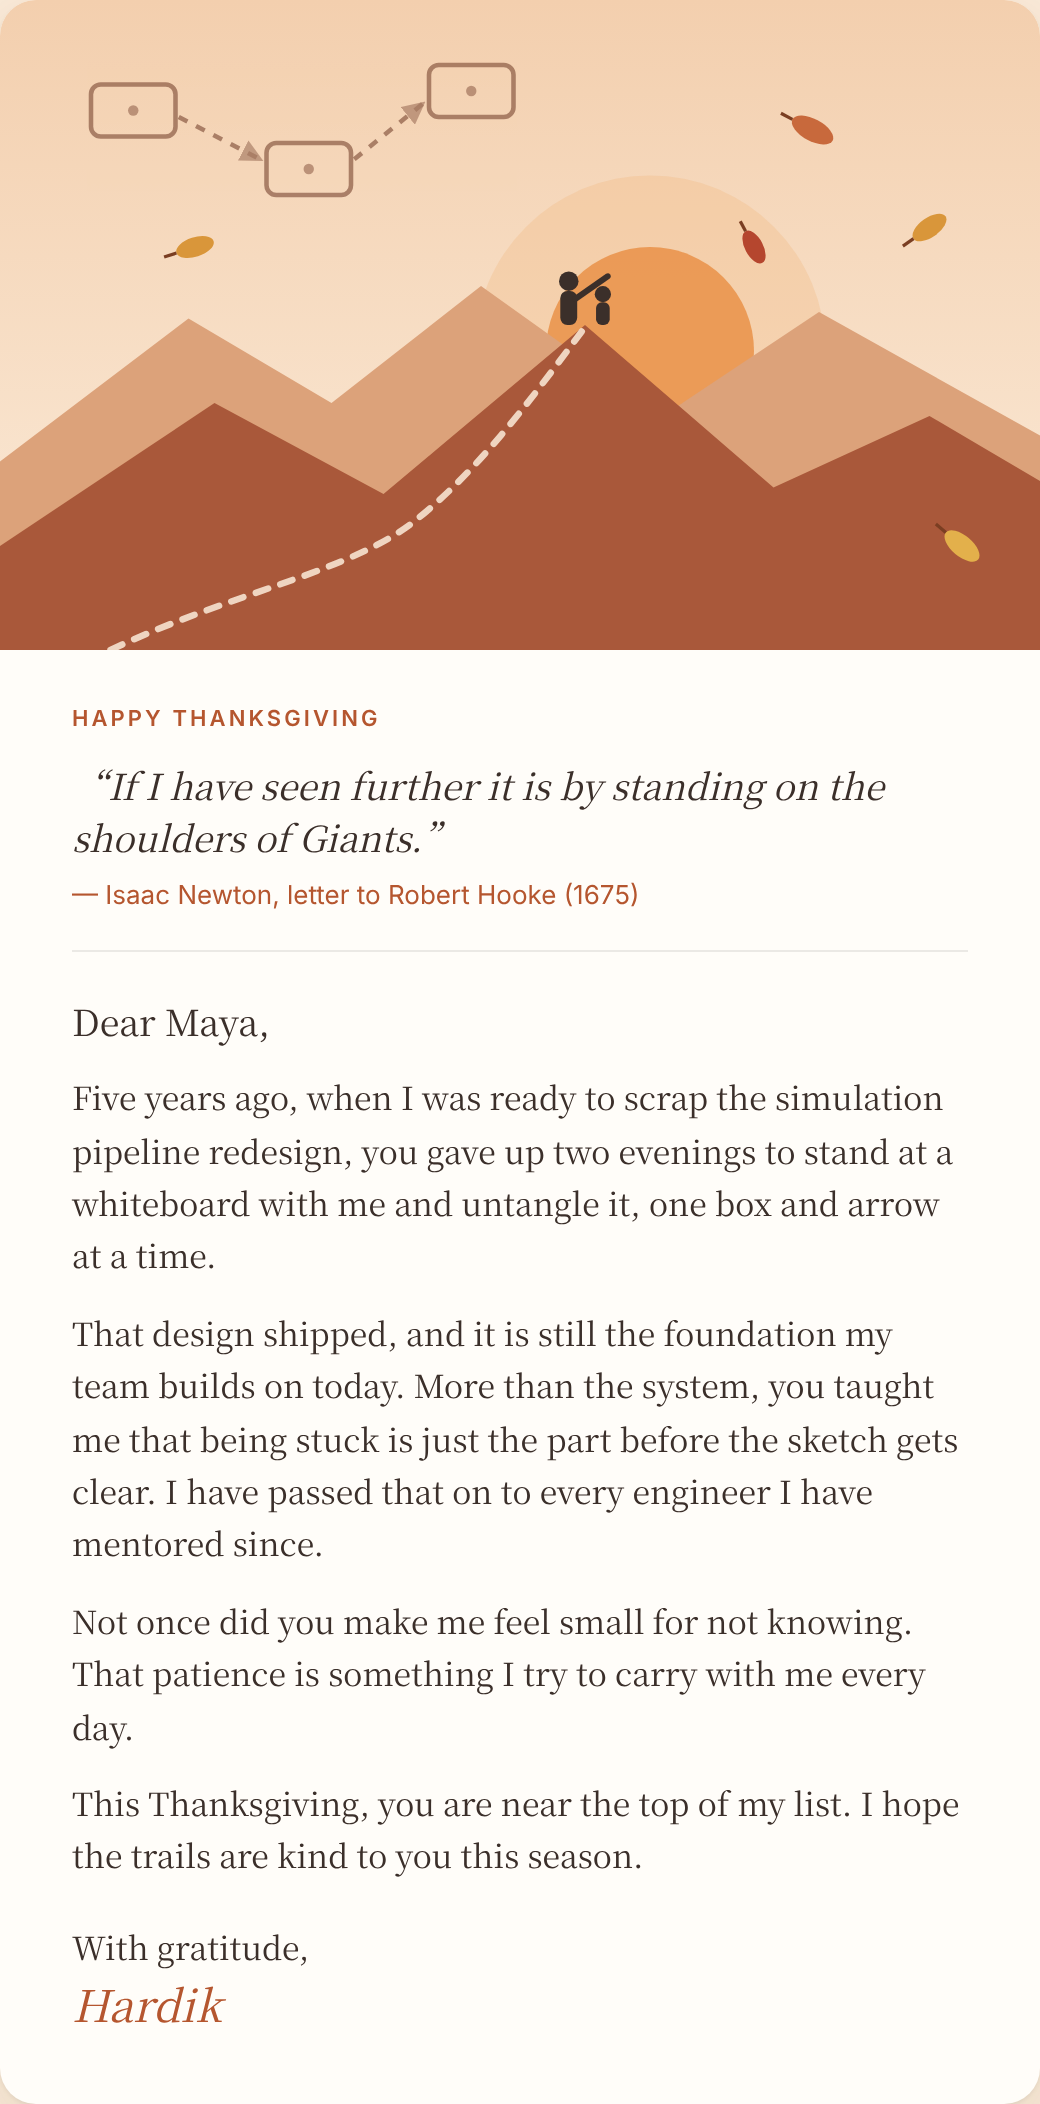 HAPPY THANKSGIVING
“If I have seen further it is by standing on the
shoulders of Giants.”
— Isaac Newton, letter to Robert Hooke (1675)
Dear Maya,
Five years ago, when I was ready to scrap the simulation
pipeline redesign, you gave up two evenings to stand at a
whiteboard with me and untangle it, one box and arrow
at a time.
That design shipped, and it is still the foundation my
team builds on today. More than the system, you taught
me that being stuck is just the part before the sketch gets
clear. I have passed that on to every engineer I have
mentored since.
Not once did you make me feel small for not knowing.
That patience is something I try to carry with me every
day.
This Thanksgiving, you are near the top of my list. I hope
the trails are kind to you this season.
With gratitude,
Hardik